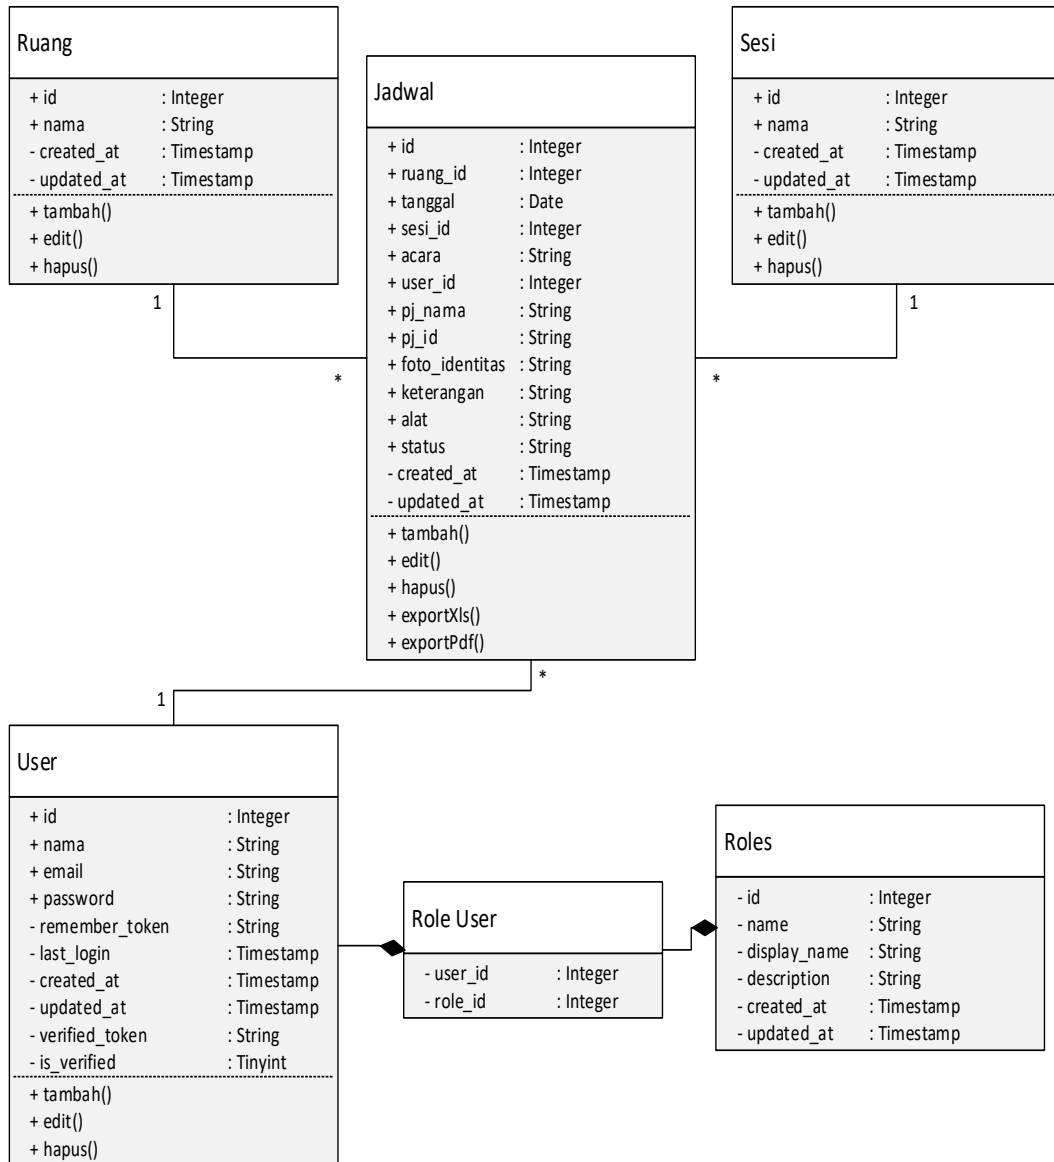 Ruang
+ id : Integer
+ nama : String
- created_at : Timestamp
- updated_at : Timestamp
+ tambah()
+ edit()
+ hapus()
1
*
Jadwal
+ id : Integer
+ ruang_id : Integer
+ tanggal : Date
+ sesi_id : Integer
+ acara : String
+ user_id : Integer
+ pj_nama : String
+ pj_id : String
+ foto_identitas : String
+ keterangan : String
+ alat : String
+ status : String
- created_at : Timestamp
- updated_at : Timestamp
+ tambah()
+ edit()
+ hapus()
+ exportXls()
+ exportPdf()
Sesi
+ id : Integer
+ nama : String
- created_at : Timestamp
- updated_at : Timestamp
+ tambah()
+ edit()
+ hapus()
1
*
*
1
User
+ id : Integer
+ nama : String
+ email : String
+ password : String
- remember_token : String
- last_login : Timestamp
- created_at : Timestamp
- updated_at : Timestamp
- verified_token : String
- is_verified : Tinyint
+ tambah()
+ edit()
+ hapus()
Role User
- user_id : Integer
- role_id : Integer
Roles
- id : Integer
- name : String
- display_name : String
- description : String
- created_at : Timestamp
- updated_at : Timestamp